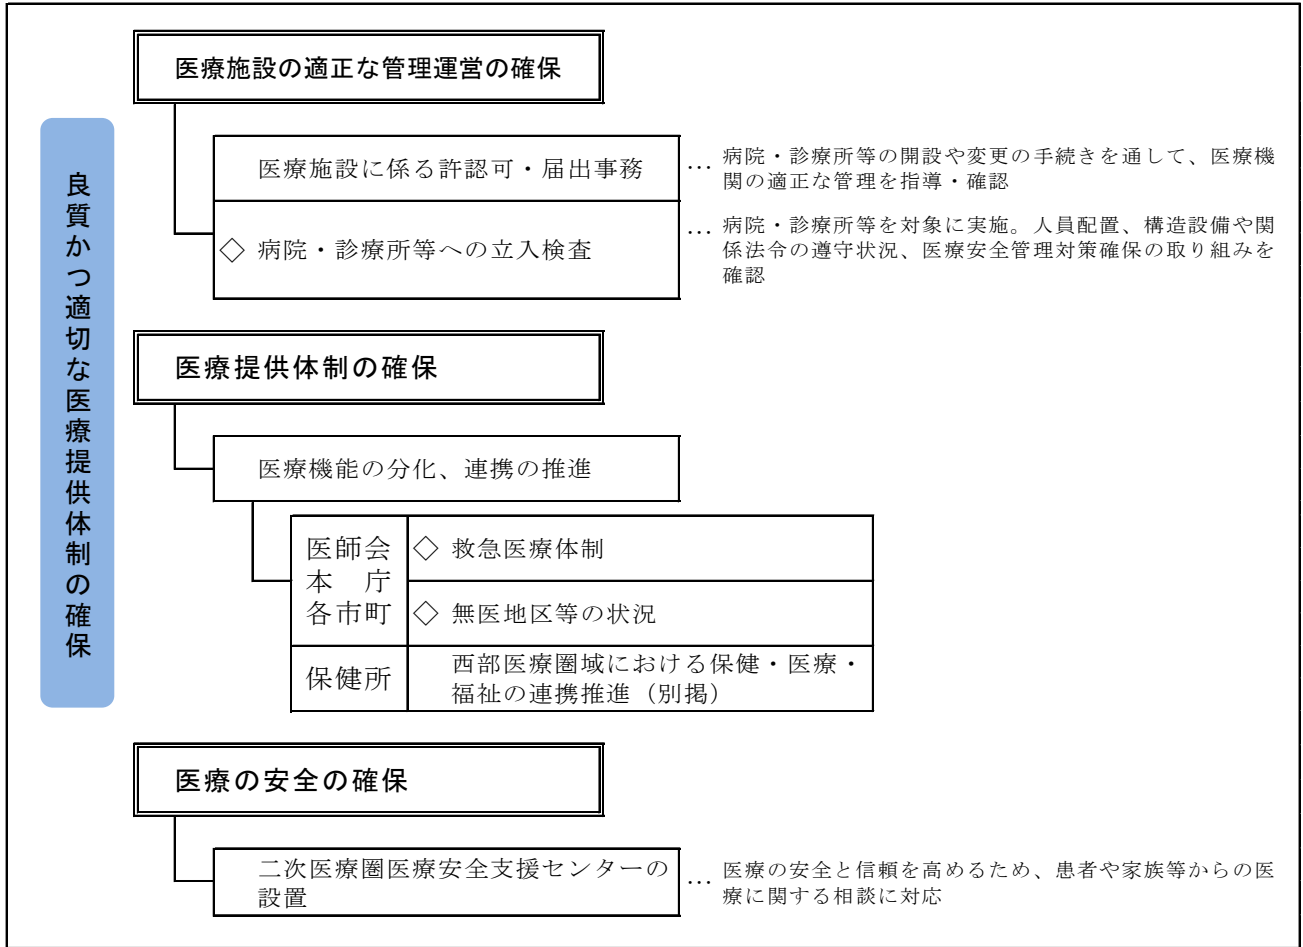 良質かつ適切な医療提供体制の確保
医療施設の適正な管理運営の確保
医療施設に係る許認可・届出事務
… 病院・診療所等の開設や変更の手続きを通して、医療機
関の適正な管理を指導・確認
◇ 病院・診療所等への立入検査
… 病院・診療所等を対象に実施。人員配置、構造設備や関
係法令の遵守状況、医療安全管理対策確保の取り組みを
確認
医療提供体制の確保
医療機能の分化、連携の推進
医師会
本　庁
各市町
◇ 救急医療体制
◇ 無医地区等の状況
保健所
西部医療圏域における保健・医療・
福祉の連携推進（別掲）
医療の安全の確保
二次医療圏医療安全支援センターの
設置
… 医療の安全と信頼を高めるため、患者や家族等からの医
療に関する相談に対応